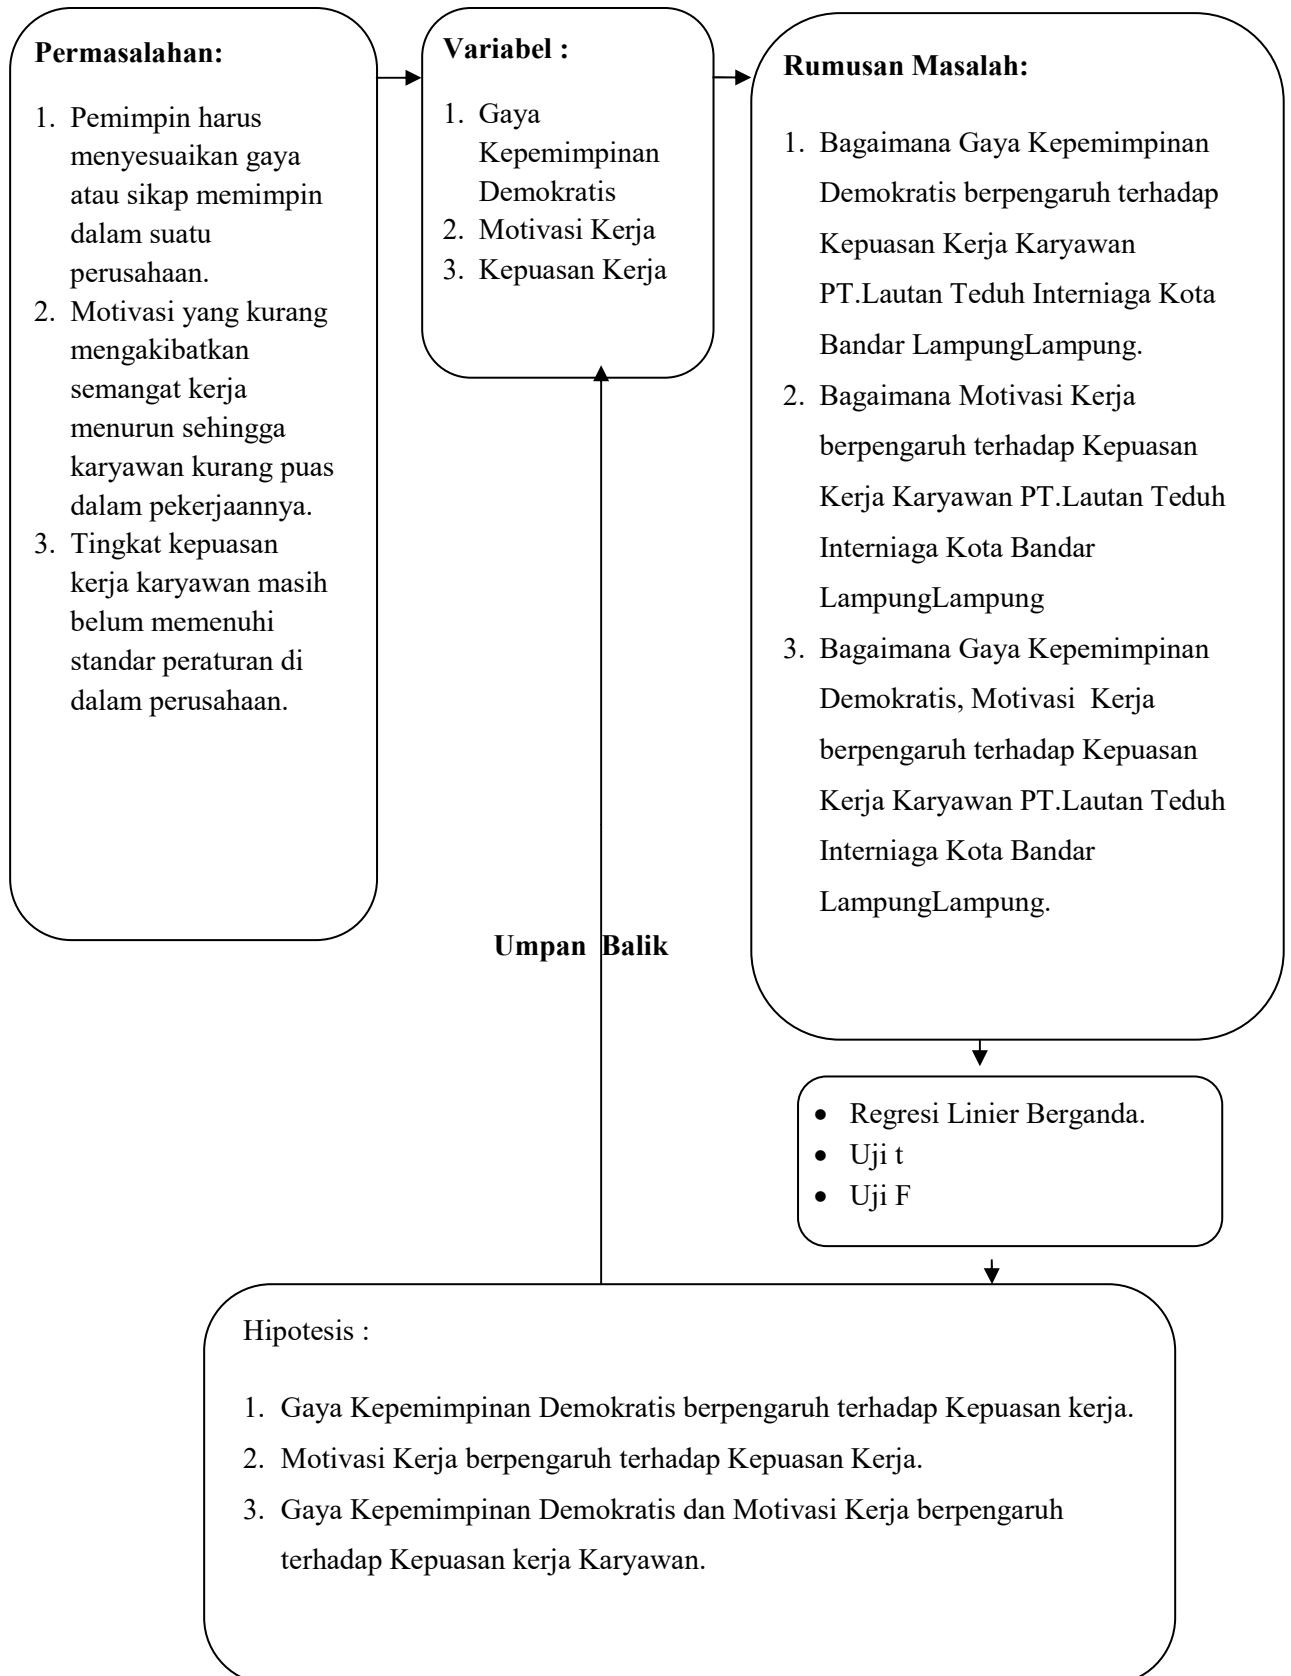 Permasalahan:
1. Pemimpin harus
menyesuaikan gaya
atau sikap memimpin
dalam suatu
perusahaan.
2. Motivasi yang kurang
mengakibatkan
semangat kerja
menurun sehingga
karyawan kurang puas
dalam pekerjaannya.
3. Tingkat kepuasan
kerja karyawan masih
belum memenuhi
standar peraturan di
dalam perusahaan.
Variabel :
1. Gaya
Kepemimpinan
Demokratis
2. Motivasi Kerja
3. Kepuasan Kerja
Rumusan Masalah:
1. Bagaimana Gaya Kepemimpinan
Demokratis berpengaruh terhadap
Kepuasan Kerja Karyawan
PT.Lautan Teduh Interniaga Kota
Bandar LampungLampung.
2. Bagaimana Motivasi Kerja
berpengaruh terhadap Kepuasan
Kerja Karyawan PT.Lautan Teduh
Interniaga Kota Bandar
LampungLampung
3. Bagaimana Gaya Kepemimpinan
Demokratis, Motivasi  Kerja
berpengaruh terhadap Kepuasan
Kerja Karyawan PT.Lautan Teduh
Interniaga Kota Bandar
LampungLampung.
Umpan  Balik
• Regresi Linier Berganda.
• Uji t
• Uji F
Hipotesis :
1. Gaya Kepemimpinan Demokratis berpengaruh terhadap Kepuasan kerja.
2. Motivasi Kerja berpengaruh terhadap Kepuasan Kerja.
3. Gaya Kepemimpinan Demokratis dan Motivasi Kerja berpengaruh
terhadap Kepuasan kerja Karyawan.